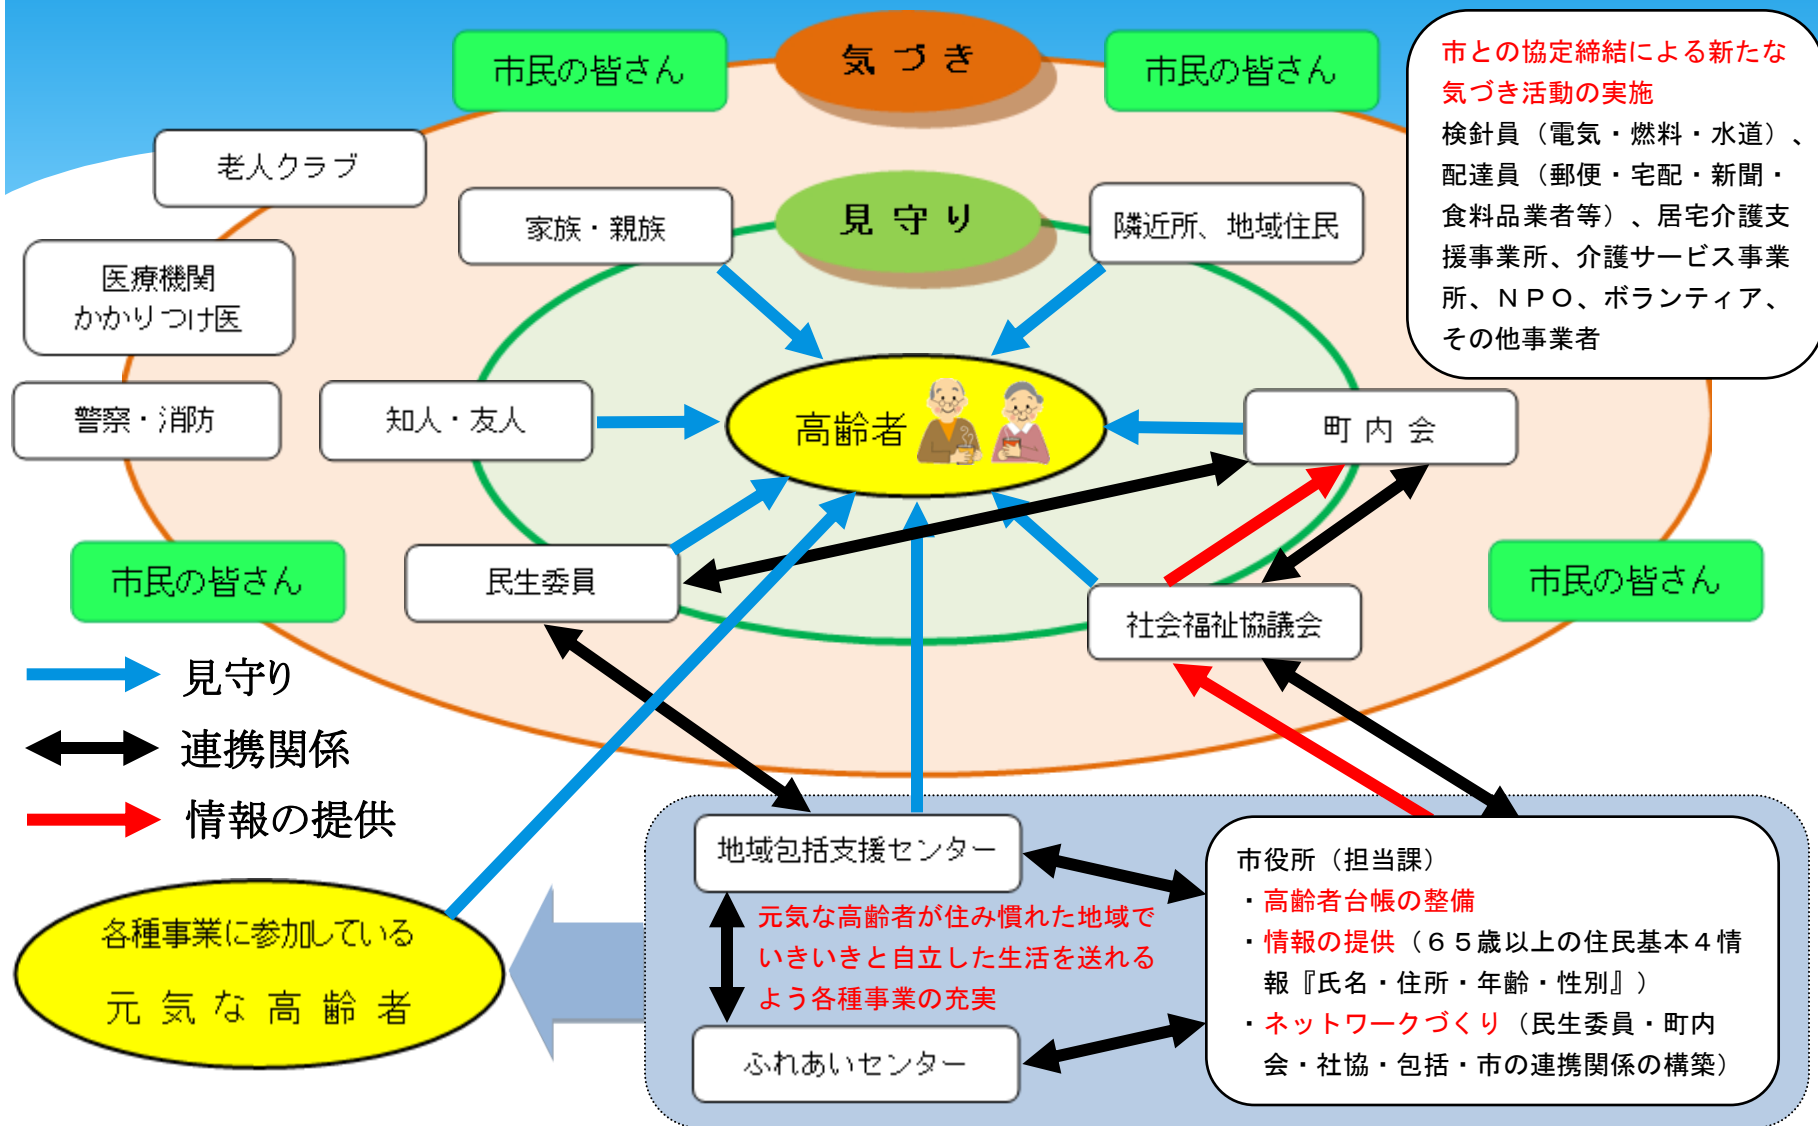 気づき
市民の皆さん
市民の皆さん
市との協定締結による新たな
気づき活動の実施
検針員（電気・燃料・水道）、
配達員（郵便・宅配・新聞・
食料品業者等）、居宅介護支
援事業所、介護サービス事業
所、ＮＰＯ、ボランティア、
その他事業者
老人クラブ
見守り
家族・親族
隣近所、地域住民
医療機関
かかりつけ医
警察・消防
知人・友人
高齢者
町内会
市民の皆さん
民生委員
社会福祉協議会
市民の皆さん
見守り
連携関係
情報の提供
地域包括支援センター
元気な高齢者が住み慣れた地域で
いきいきと自立した生活を送れる
よう各種事業の充実
ふれあいセンター
各種事業に参加している
元気な高齢者
市役所（担当課）
・高齢者台帳の整備
・情報の提供（６５歳以上の住民基本４情
報『氏名・住所・年齢・性別』）
・ネットワークづくり（民生委員・町内
会・社協・包括・市の連携関係の構築）